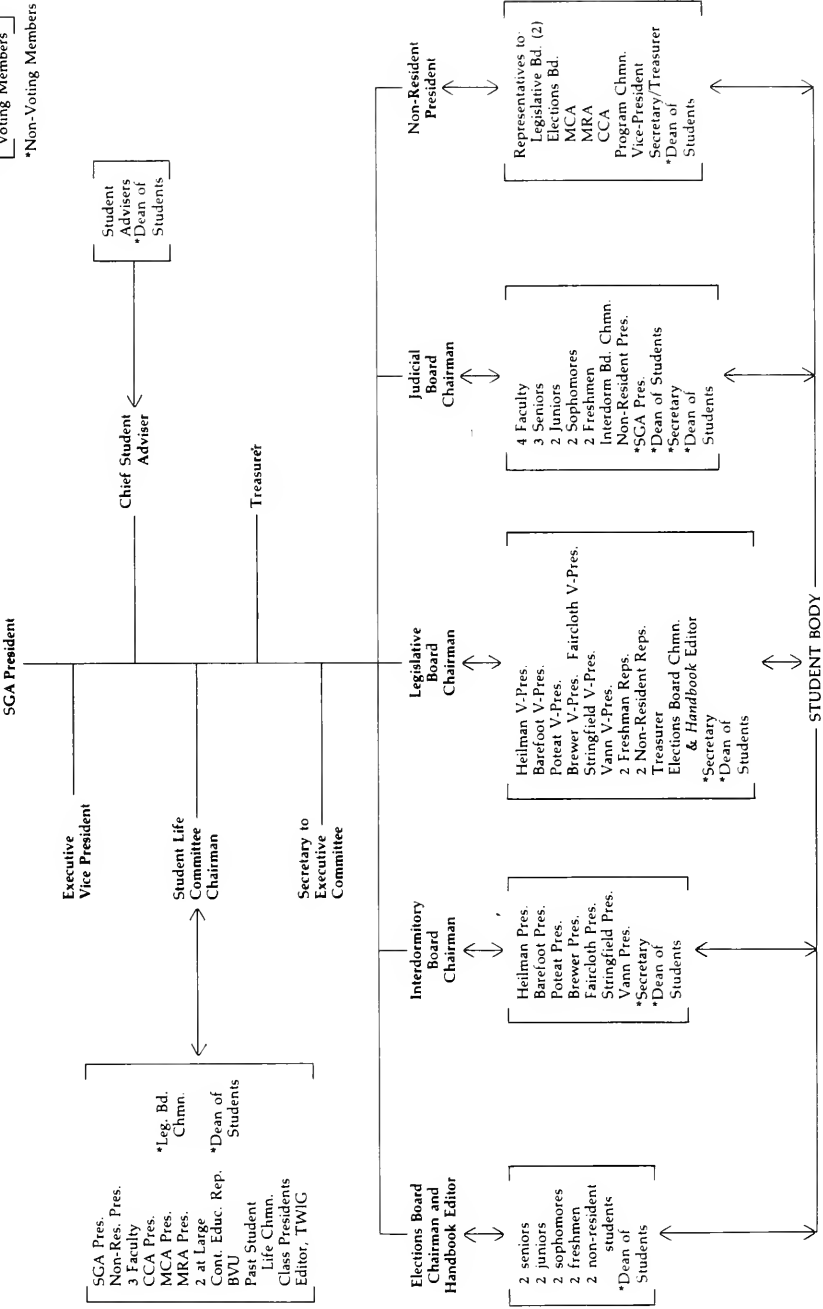 Voting Members
*Non-Voting Members
SGA President
Executive
Vice President
Chief Student
Adviser
Student
Advisers
*Dean of
Students
Student Life
Committee
Chairman
SGA Pres.
Non-Res. Pres.
3 Faculty
CCA Pres.
MCA Pres.
MRA Pres.
2 at Large
Cont. Educ. Rep.
BVU
Past Student
Life Chmn.
Class Presidents
Editor, TWIG
*Leg. Bd.
Chmn.
*Dean of
Students
Treasurer
Secretary to
Executive
Committee
Elections Board
Chairman and
Handbook Editor
2 seniors
2 juniors
2 sophomores
2 freshmen
2 non-resident
students
*Dean of
Students
Interdormitory
Board
Chairman
Heilman Pres.
Barefoot Pres.
Poteat Pres.
Brewer Pres.
Faircloth Pres.
Stringfield Pres.
Vann Pres.
*Secretary
*Dean of
Students
Legislative
Board
Chairman
Heilman V-Pres.
Barefoot V-Pres.
Poteat V-Pres.
Brewer V-Pres. Faircloth V-Pres.
Stringfield V-Pres.
Vann V-Pres.
2 Freshman Reps.
2 Non-Resident Reps.
Treasurer
Elections Board Chmn.
& Handbook Editor
*Secretary
*Dean of
Students
Judicial
Board
Chairman
4 Faculty
3 Seniors
2 Juniors
2 Sophomores
2 Freshmen
Interdorm Bd. Chmn.
Non-Resident Pres.
*SGA Pres.
*Dean of Students
*Secretary
*Dean of
Students
Non-Resident
President
Representatives to
Legislative Bd. (2)
Elections Bd.
MCA
MRA
CCA
Program Chmn.
Vice-President
Secretary/Treasurer
*Dean of
Students
STUDENT BODY